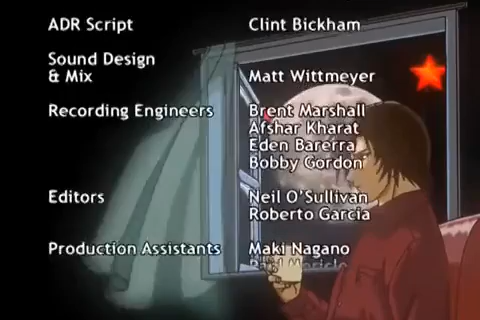 ADR Script Clint Bickham
Sound Design
& Mix Matt Wittmeyer
Recording Engineers Brent Marshall
Afshar Kharat
Eden Barerra
Bobby Gordon
Editors Neil O'Sullivan
Roberto Garcia
Production Assistants Maki Nagano